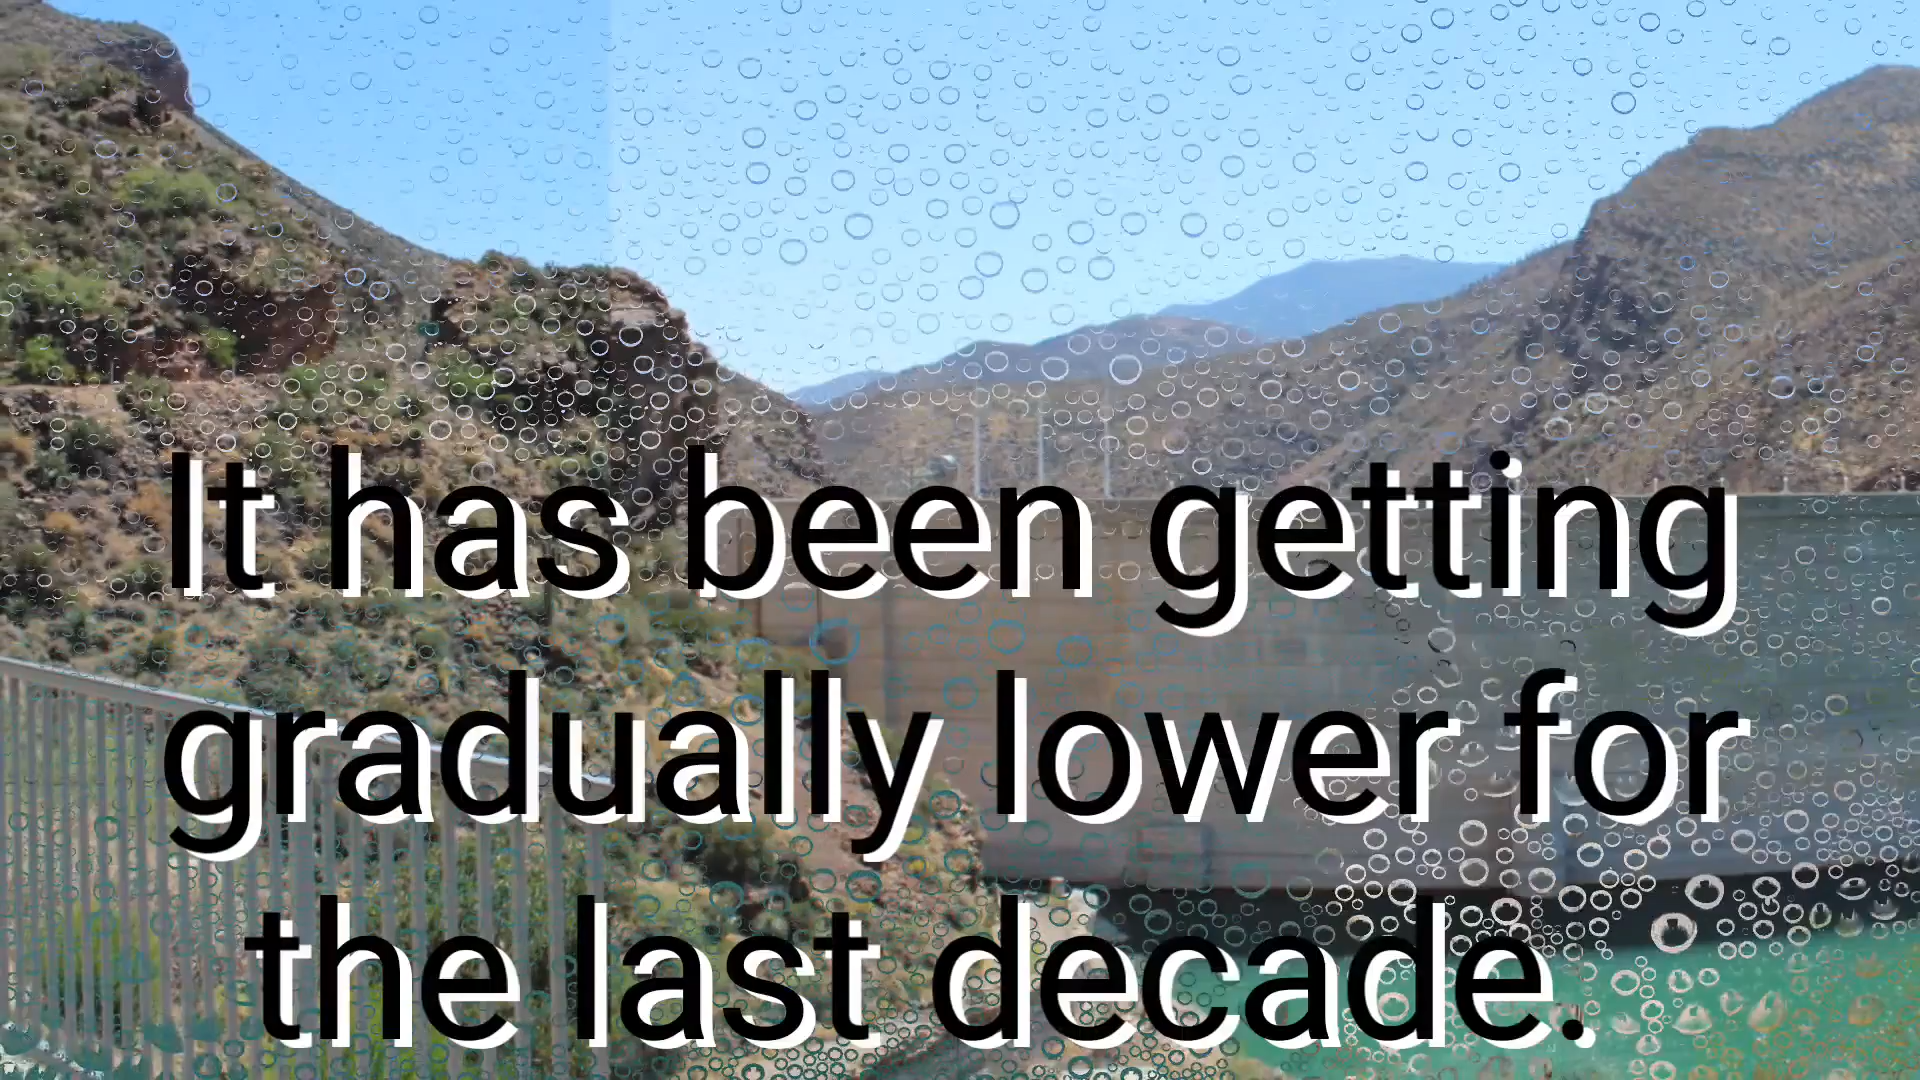 It has been getting
gradually lower for
the last decade.